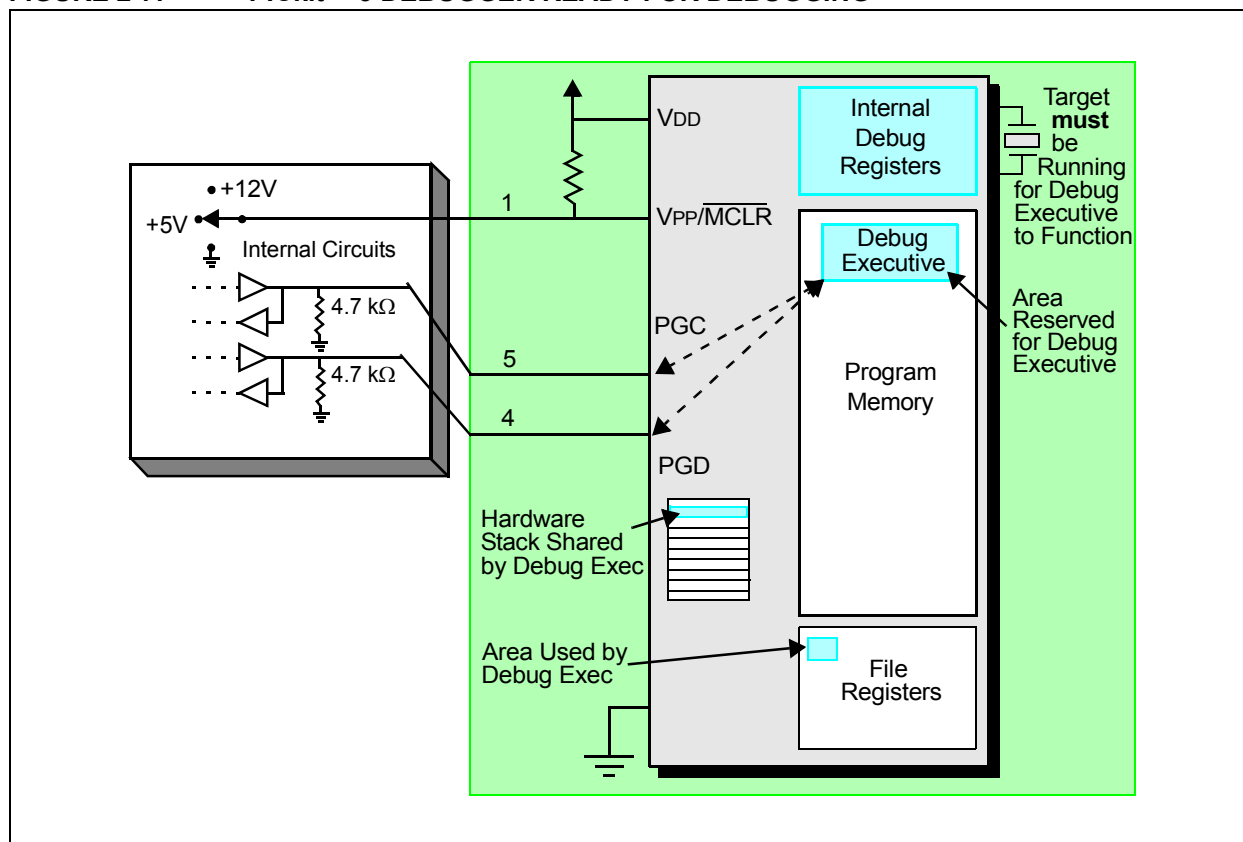 +12V
+5V
Internal Circuits
4.7 kΩ
4.7 kΩ
1
5
4
VDD
VPP/MCLR
PGC
PGD
Internal
Debug
Registers
Target
must
be
Running
for Debug
Executive
to Function
Debug
Executive
Area
Reserved
for Debug
Executive
Program
Memory
Hardware
Stack Shared
by Debug Exec
Area Used by
Debug Exec
File
Registers